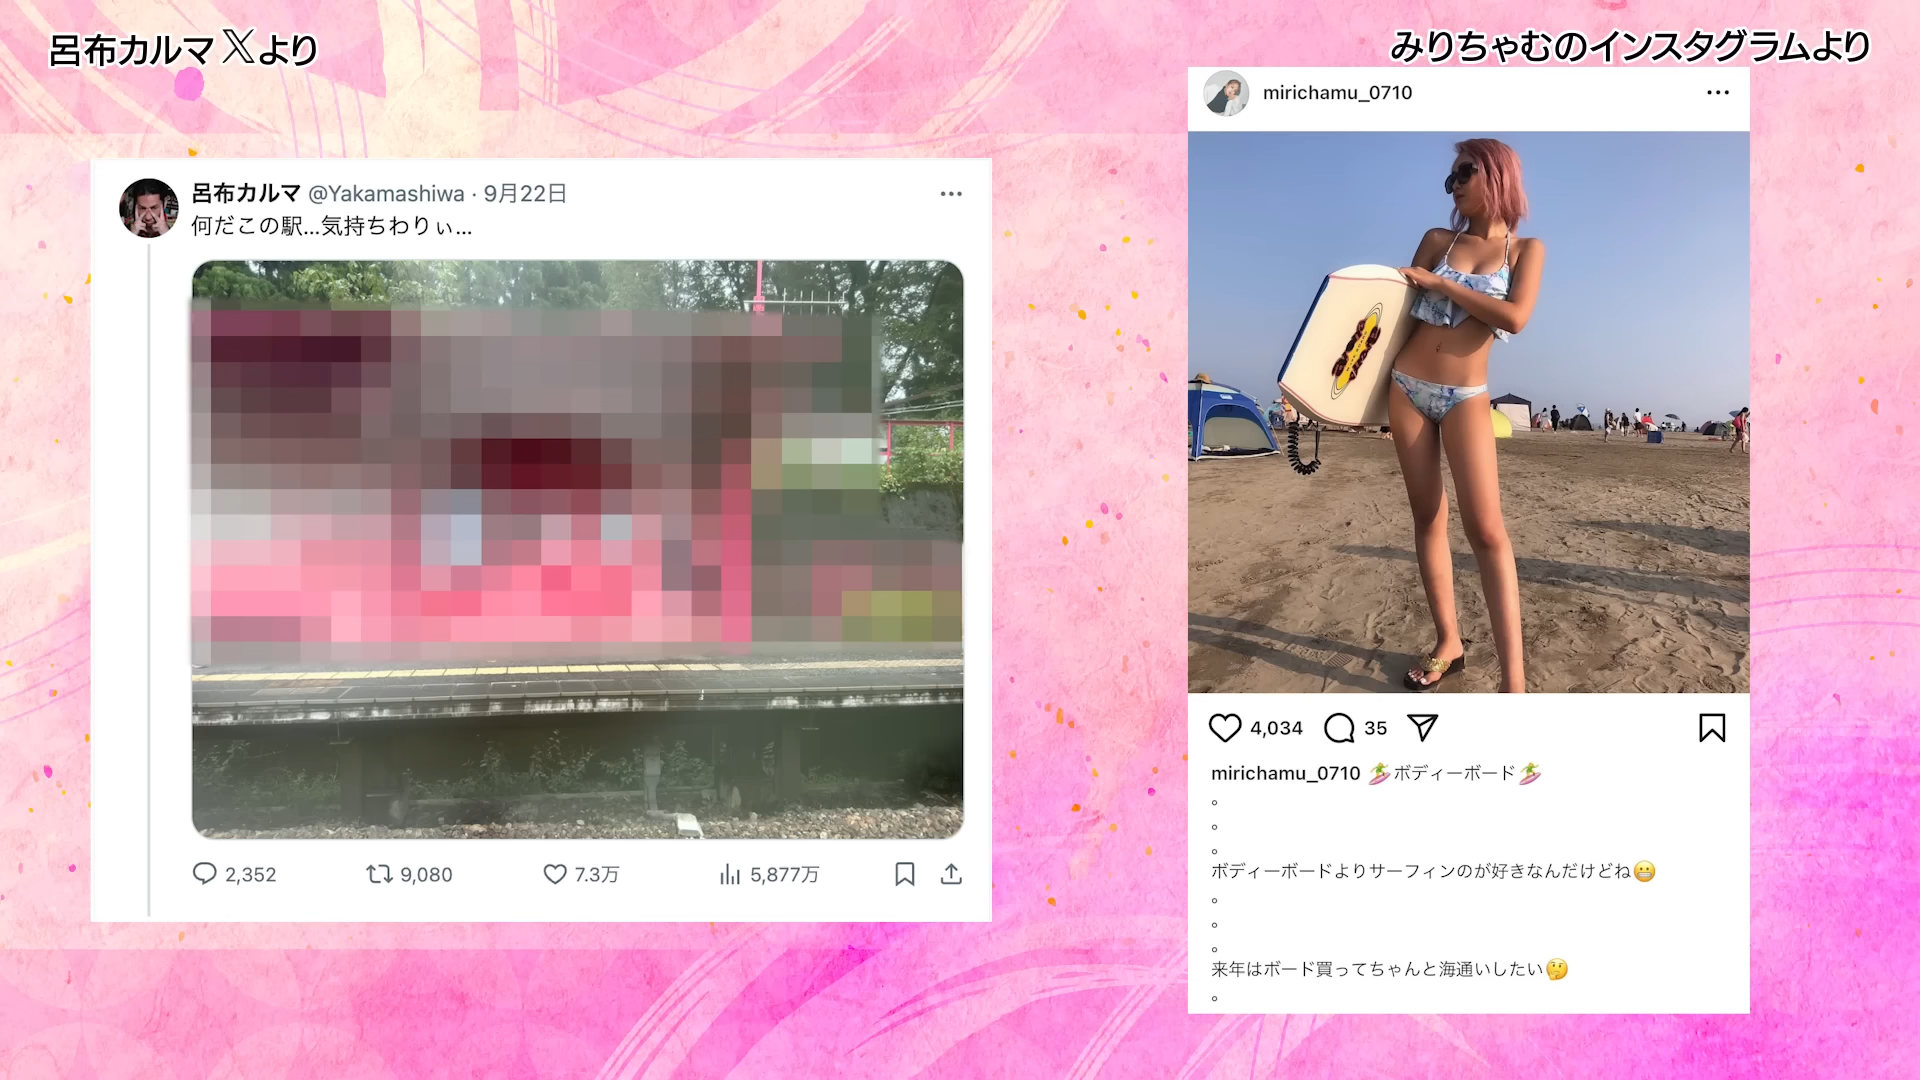 呂布カルマ𝕏より
みりちゃむのインスタグラムより
呂布カルマ @Yakamashiwa · 9月22日
何だこの駅...気持ちわりぃ...
2,352 9,080 7.3万 5,877万
mirichamu_0710
4,034 35
mirichamu_0710 🏄‍♀️ボディーボード🏄‍♀️
。
。
。
ボディーボードよりサーフィンのが好きなんだけどね😬
。
。
。
来年はボード買ってちゃんと海通いしたい🤔
。